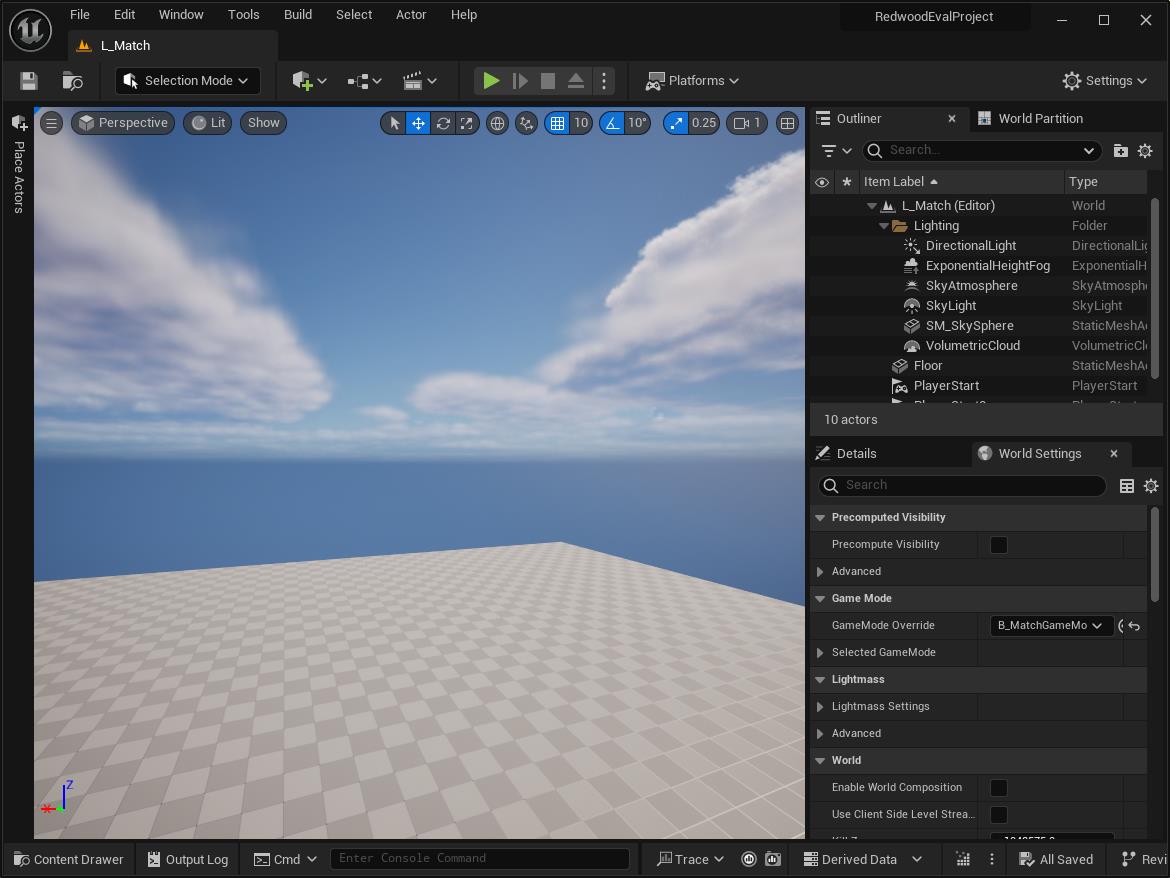 File Edit Window Tools Build Select Actor Help
RedwoodEvalProject
L_Match
Selection Mode
Platforms
Settings
Place Actors
Perspective Lit Show
10 10° 0.25 1
Outliner
World Partition
Search...
Item Label Type
L_Match (Editor) World
Lighting Folder
DirectionalLight DirectionalLig
ExponentialHeightFog ExponentialH
SkyAtmosphere SkyAtmosphe
SkyLight SkyLight
SM_SkySphere StaticMeshAc
VolumetricCloud VolumetricClo
Floor StaticMeshAc
PlayerStart PlayerStart
10 actors
Details
World Settings
Search
Precomputed Visibility
Precompute Visibility
Advanced
Game Mode
GameMode Override B_MatchGameMo
Selected GameMode
Lightmass
Lightmass Settings
Advanced
World
Enable World Composition
Use Client Side Level Strea...
Z
X
Content Drawer
Output Log
Cmd
Enter Console Command
Trace
Derived Data
All Saved
Revi